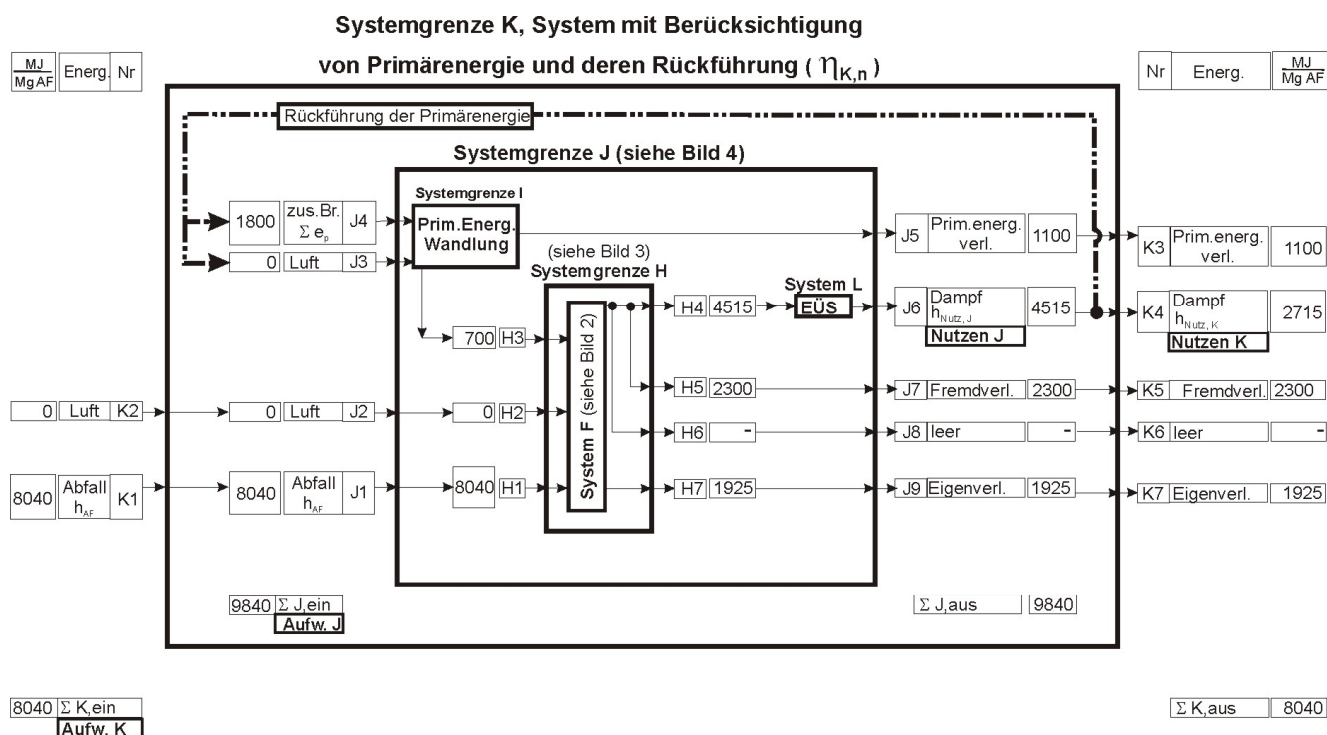 Systemgrenze K, System mit Berücksichtigung
von Primärenergie und deren Rückführung ( η K,n )
MJ
Mg AF
Energ. Nr
Nr Energ.
MJ
Mg AF
Rückführung der Primärenergie
Systemgrenze J (siehe Bild 4)
Systemgrenze I
Prim.Energ.
Wandlung
1800 zus.Br. Σ ep J4
0 Luft J3
J5 Prim.energ. verl. 1100
K3 Prim.energ. verl. 1100
(siehe Bild 3)
Systemgrenze H
System F (siehe Bild 2)
System L
EÜS
H4 4515
J6 Dampf hNutz, J 4515
Nutzen J
K4 Dampf hNutz, K 2715
Nutzen K
700 H3
H5 2300
J7 Fremdverl. 2300
K5 Fremdverl. 2300
0 Luft K2
0 Luft J2
0 H2
H6 -
J8 leer -
K6 leer -
8040 Abfall hAF K1
8040 Abfall hAF J1
8040 H1
H7 1925
J9 Eigenverl. 1925
K7 Eigenverl. 1925
9840 Σ J,ein
Aufw. J
Σ J,aus 9840
8040 Σ K,ein
Aufw. K
Σ K,aus 8040